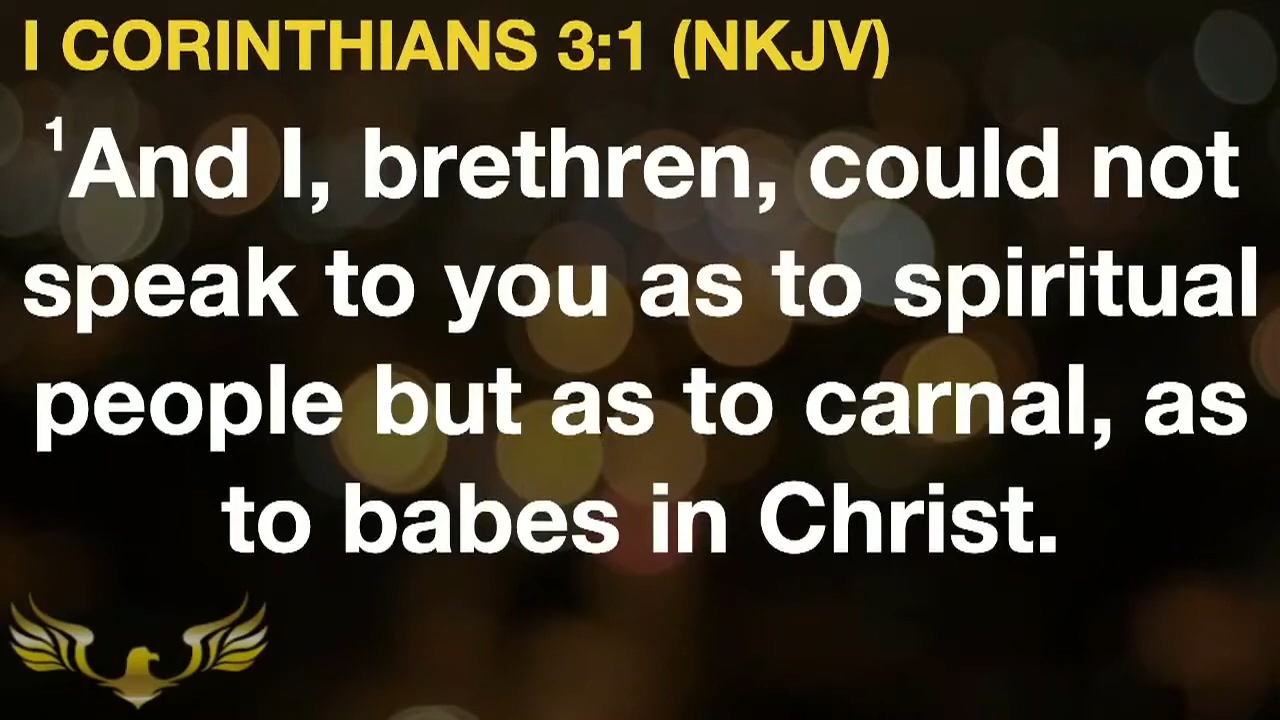 I CORINTHIANS 3:1 (NKJV)
¹And I, brethren, could not
speak to you as to spiritual
people but as to carnal, as
to babes in Christ.